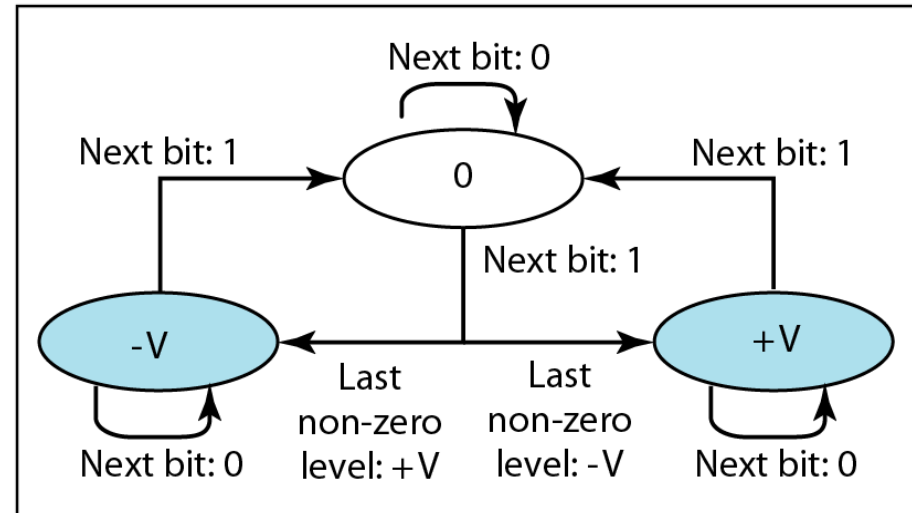 Next bit: 0
Next bit: 1
0
Next bit: 1
Next bit: 1
-V
+V
Last
non-zero
level: +V
Last
non-zero
level: -V
Next bit: 0
Next bit: 0